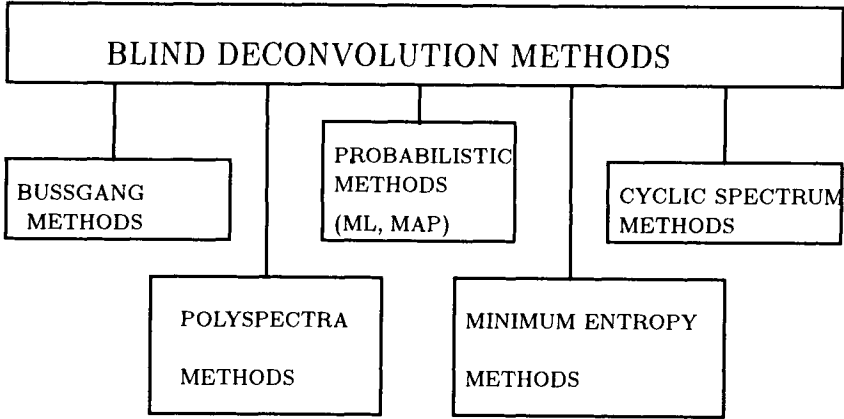 BLIND DECONVOLUTION METHODS
BUSSGANG
METHODS
PROBABILISTIC
METHODS
(ML, MAP)
CYCLIC SPECTRUM
METHODS
POLYSPECTRA
METHODS
MINIMUM ENTROPY
METHODS